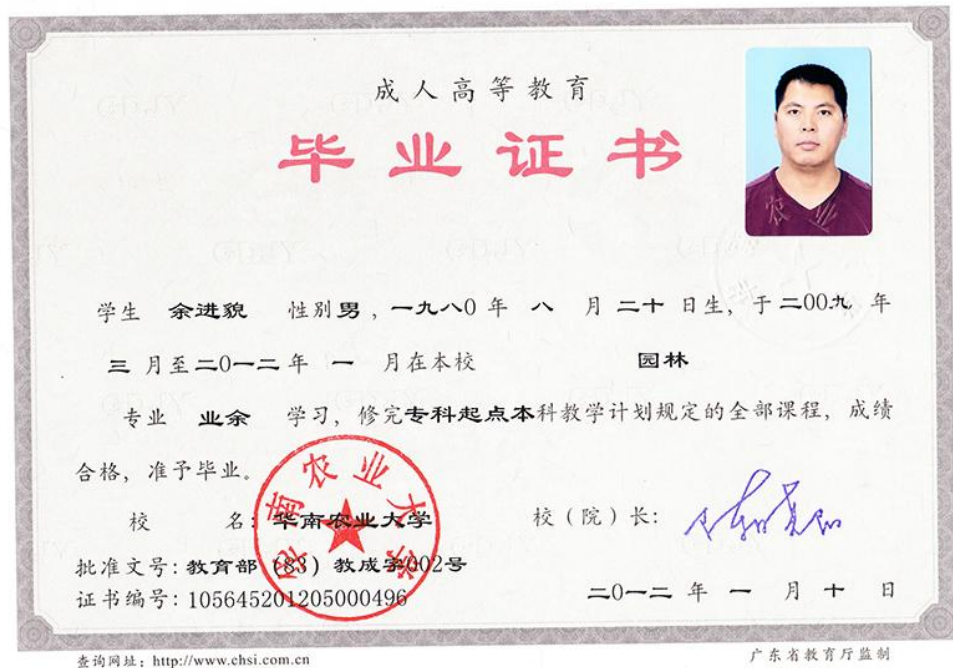 成人高等教育
毕业证书
学生 余进貌 性别男，一九八0 年 八 月 二十 日生，于 二00九 年
三 月至二0一二 年 一 月在本校 园林
专业 业余 学习，修完专科起点本科教学计划规定的全部课程，成绩
合格，准予毕业。
校 名：华南农业大学 校（院）长：
批准文号：教育部（83）教成字002号
证书编号：105645201205000496 二0一二 年 一 月 十 日
华南农业大学
查询网址：http://www.chsi.com.cn 广东省教育厅监制